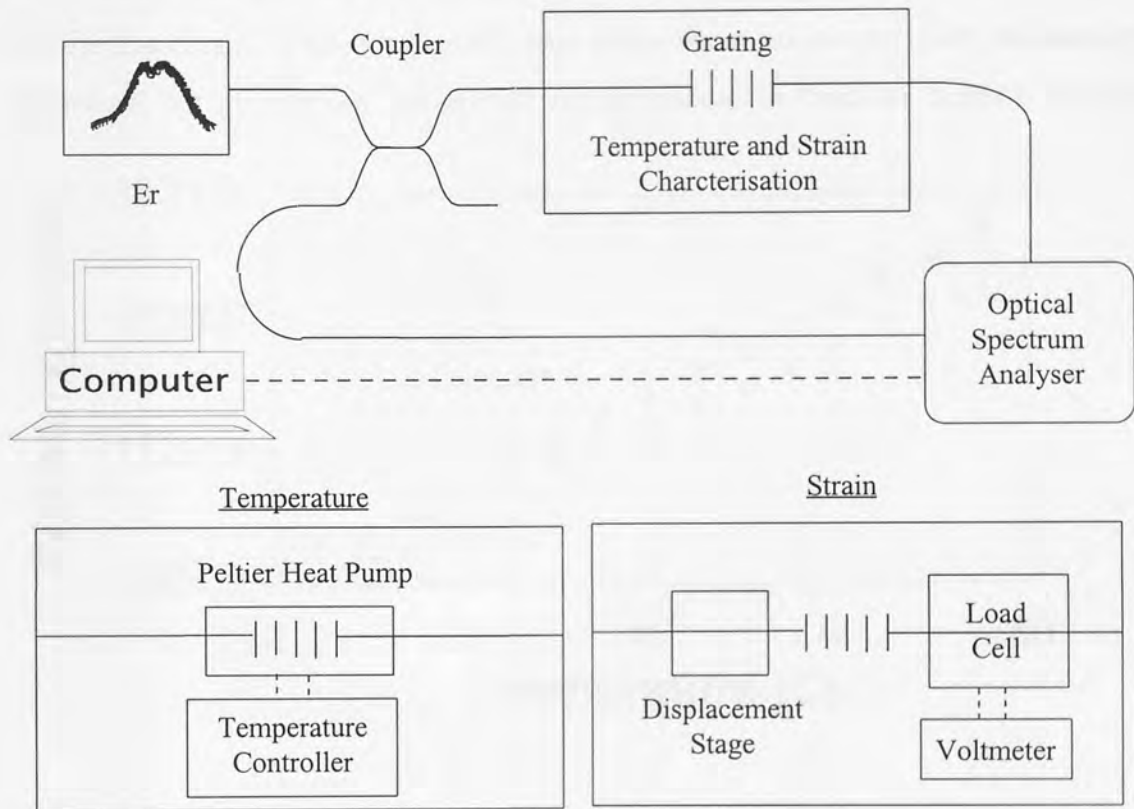 Coupler
Grating
Temperature and Strain
Charcterisation
Er
Optical
Spectrum
Analyser
Computer
Temperature
Strain
Peltier Heat Pump
Load
Cell
Displacement
Stage
Temperature
Controller
Voltmeter